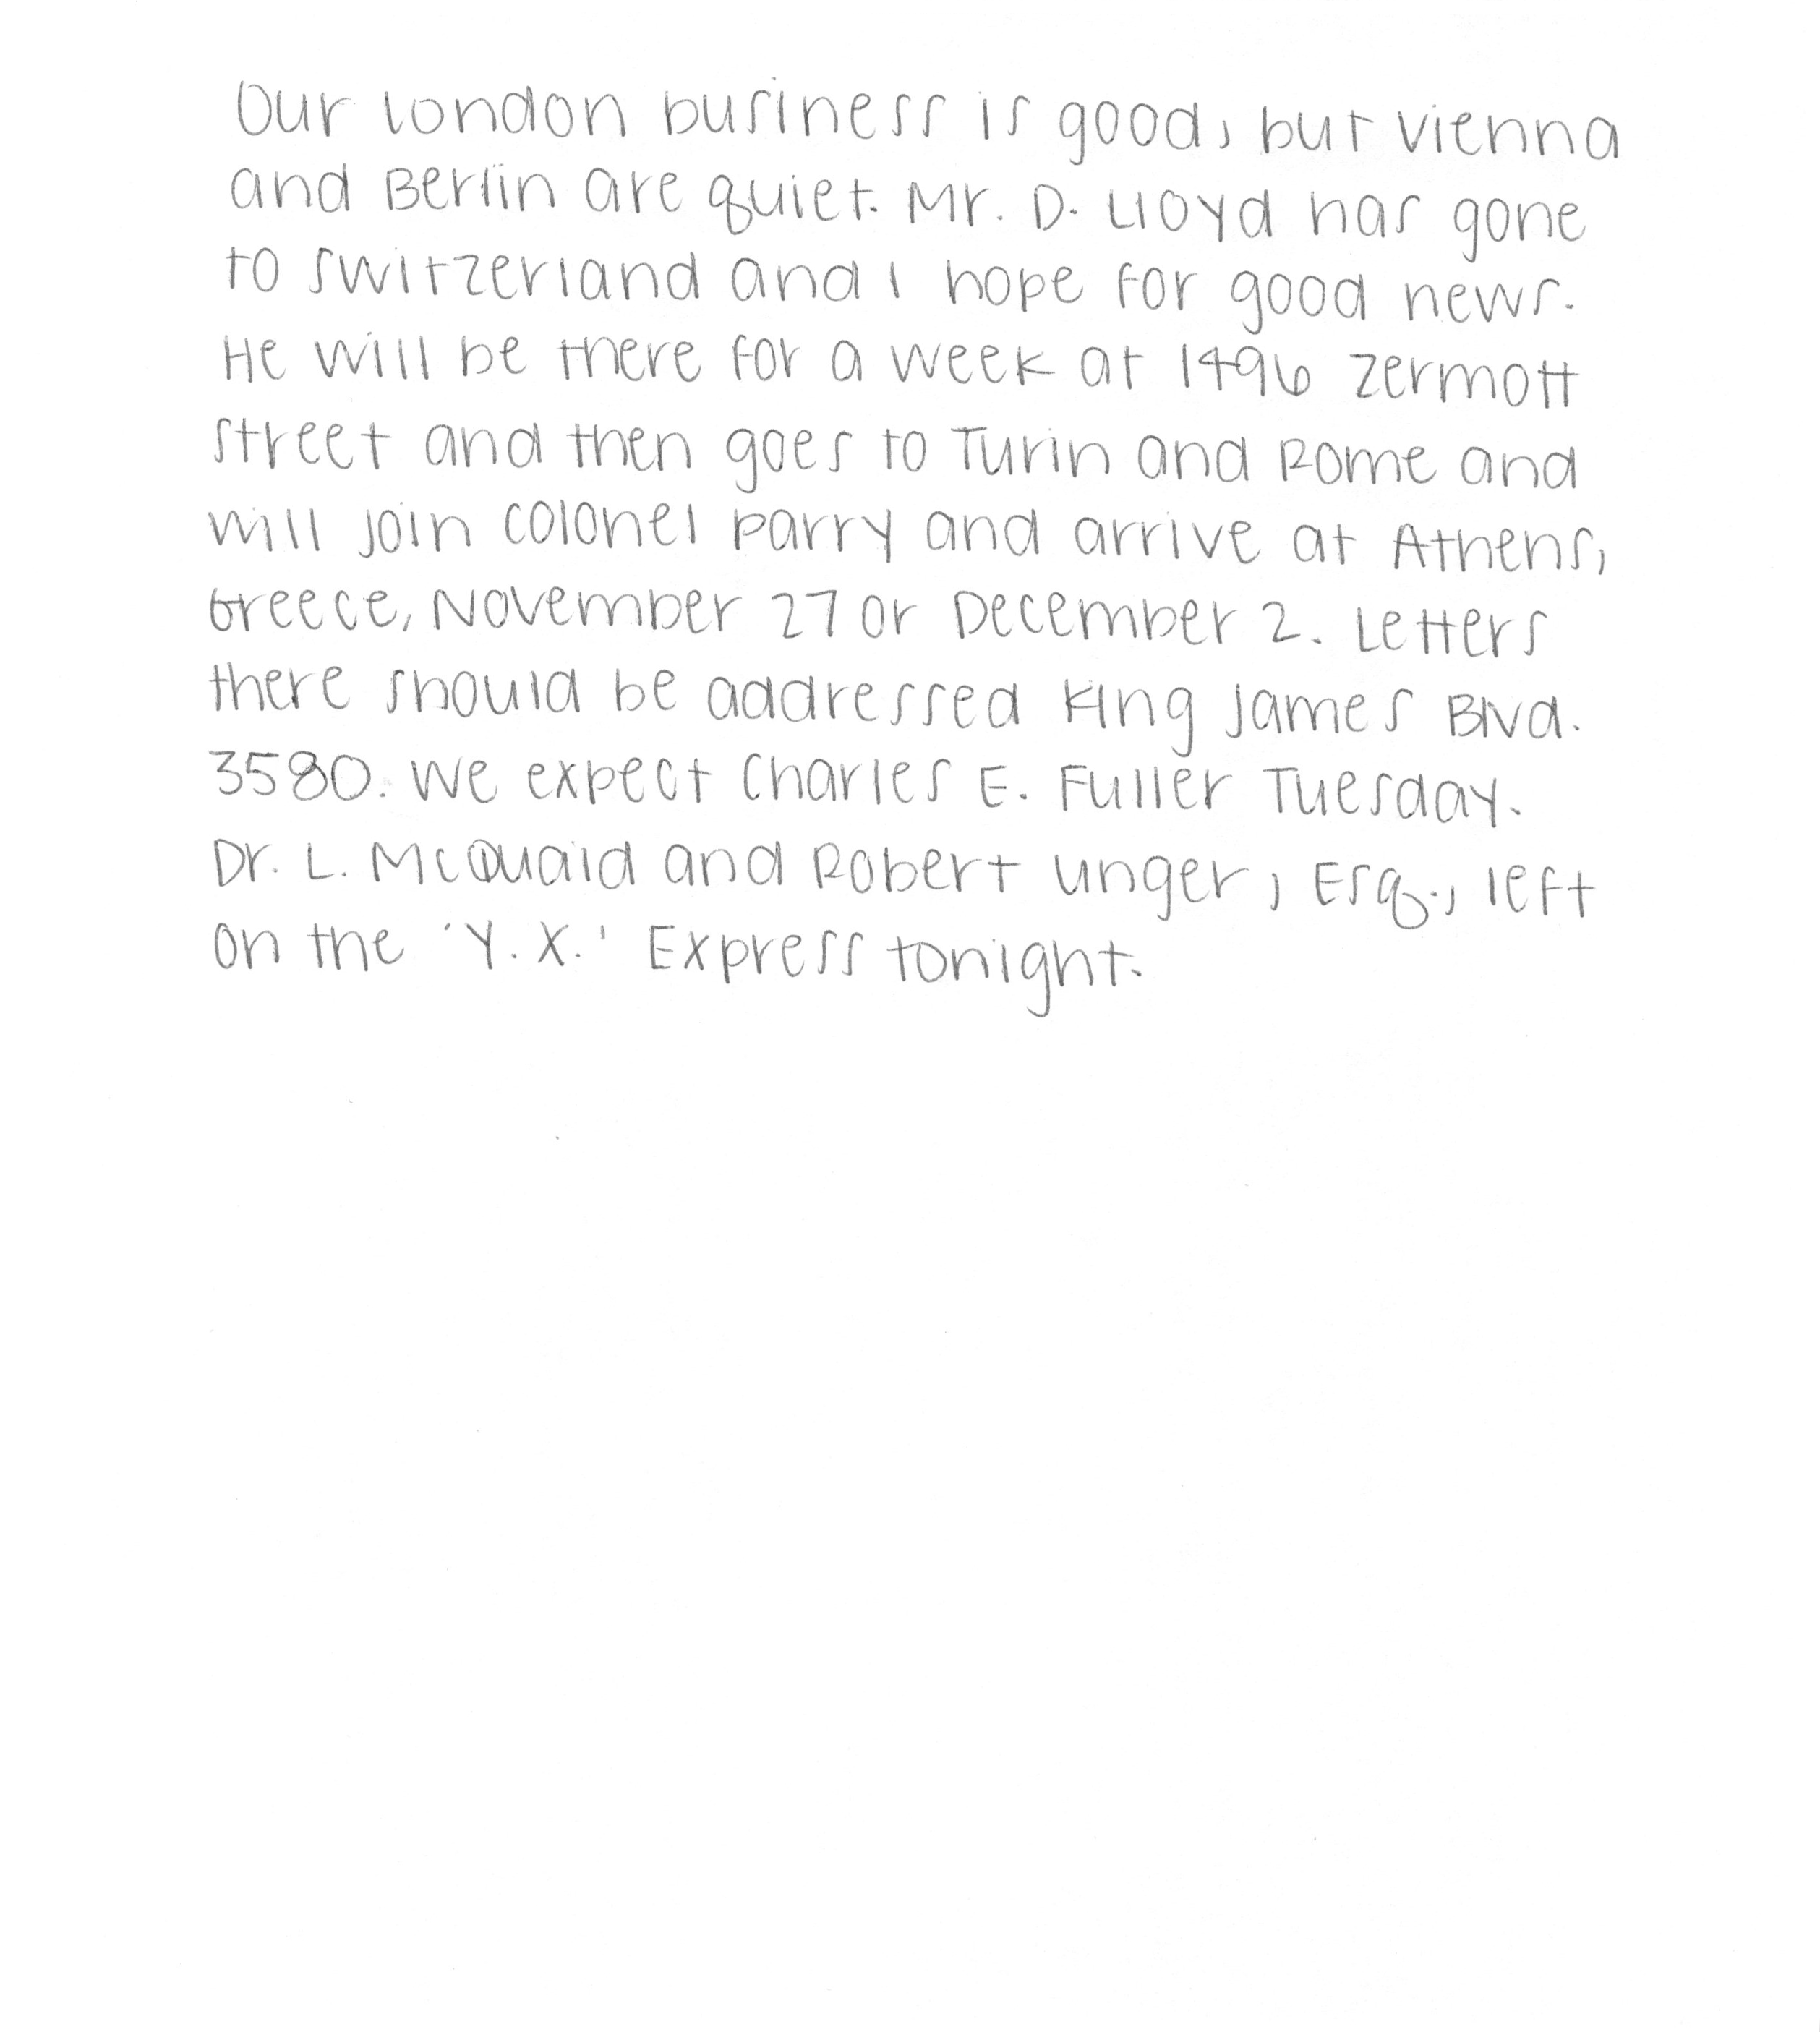 Our London business is good, but Vienna
and Berlin are quiet. Mr. D. Lloyd has gone
to Switzerland and I hope for good news.
He will be there for a week at 1496 Zermott
Street and then goes to Turin and Rome and
will join Colonel Parry and arrive at Athens,
Greece, November 27 or December 2. Letters
there should be addressed King James Blvd.
3580. We expect Charles E. Fuller Tuesday.
Dr. L. McQuaid and Robert Unger, Esq., left
on the 'Y. X.' Express tonight.